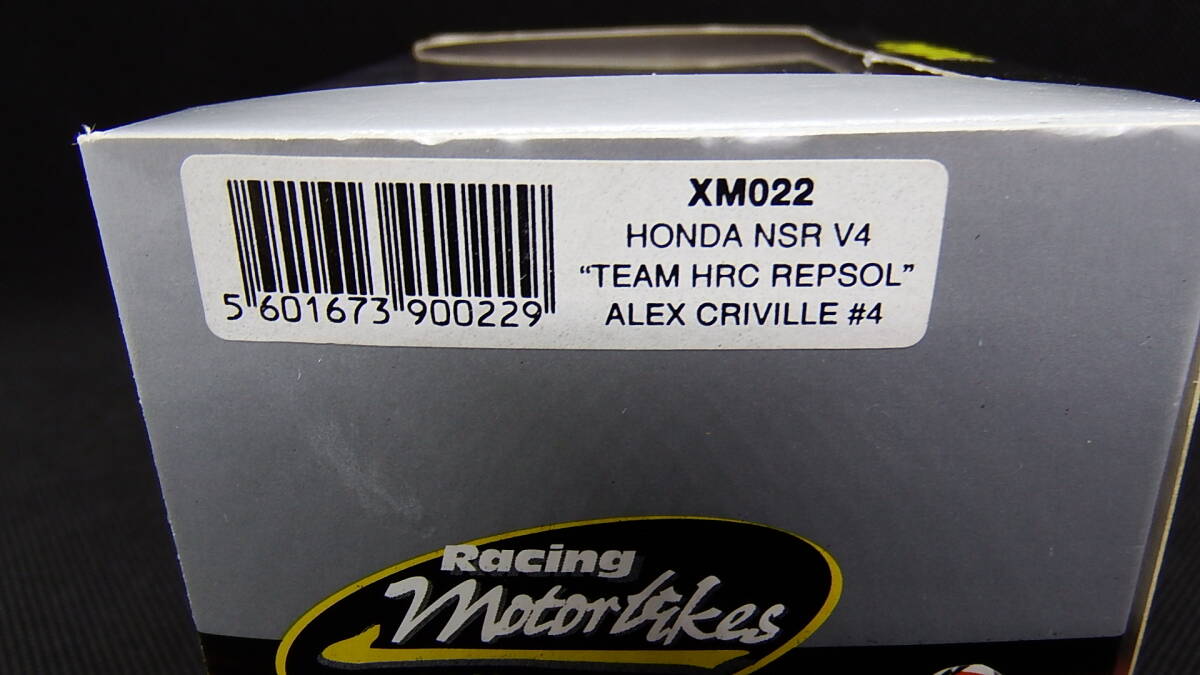 XM022
HONDA NSR V4
“TEAM HRC REPSOL”
ALEX CRIVILLE #4
5 601673 900229
Racing
Motorbikes